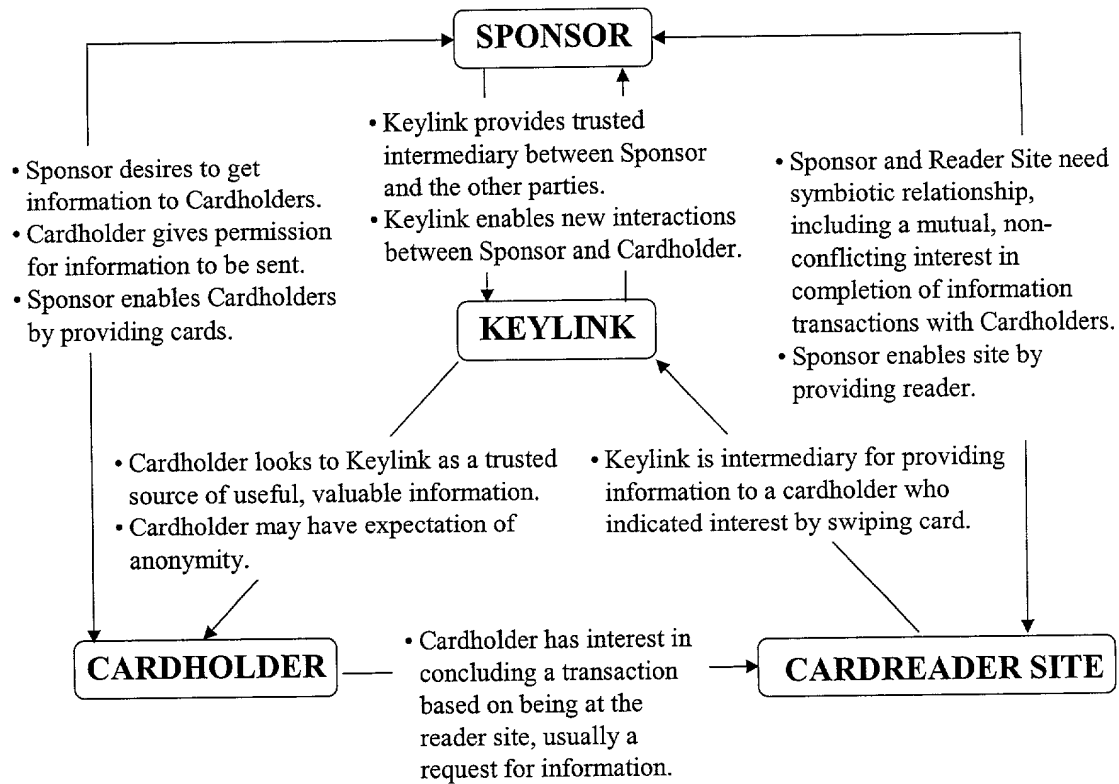 SPONSOR
• Keylink provides trusted
intermediary between Sponsor
and the other parties.
• Keylink enables new interactions
between Sponsor and Cardholder.
• Sponsor desires to get
information to Cardholders.
• Cardholder gives permission
for information to be sent.
• Sponsor enables Cardholders
by providing cards.
• Sponsor and Reader Site need
symbiotic relationship,
including a mutual, non-
conflicting interest in
completion of information
transactions with Cardholders.
• Sponsor enables site by
providing reader.
KEYLINK
• Cardholder looks to Keylink as a trusted
source of useful, valuable information.
• Cardholder may have expectation of
anonymity.
• Keylink is intermediary for providing
information to a cardholder who
indicated interest by swiping card.
CARDHOLDER
• Cardholder has interest in
concluding a transaction
based on being at the
reader site, usually a
request for information.
CARDREADER SITE